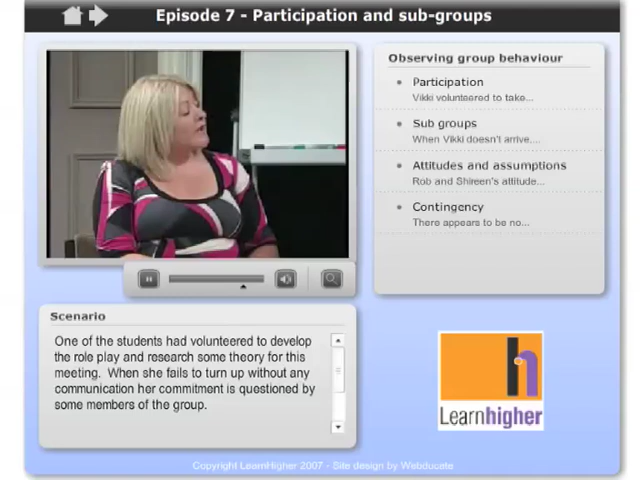 Episode 7 - Participation and sub-groups
Observing group behaviour
Participation
Vikki volunteered to take...
Sub groups
When Vikki doesn't arrive,...
Attitudes and assumptions
Rob and Shireen's attitude...
Contingency
There appears to be no...
Scenario
One of the students had volunteered to develop
the role play and research some theory for this
meeting. When she fails to turn up without any
communication her commitment is questioned by
some members of the group.
Learnhigher
Copyright LearnHigher 2007 - Site design by Webducate